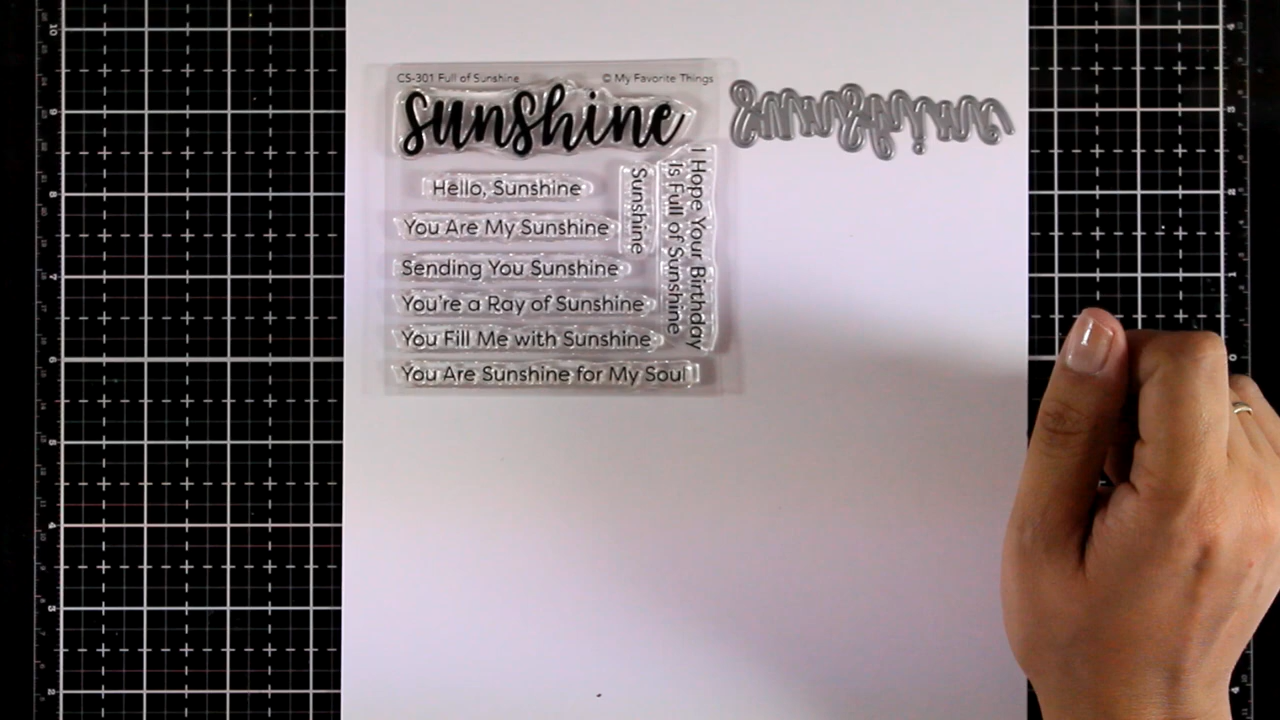 CS-301 Full of Sunshine
© My Favorite Things
sunshine
Hello, Sunshine
You Are My Sunshine
Sending You Sunshine
You're a Ray of Sunshine
You Fill Me with Sunshine
You Are Sunshine for My Soul
Sunshine
I Hope Your Birthday
Is Full of Sunshine